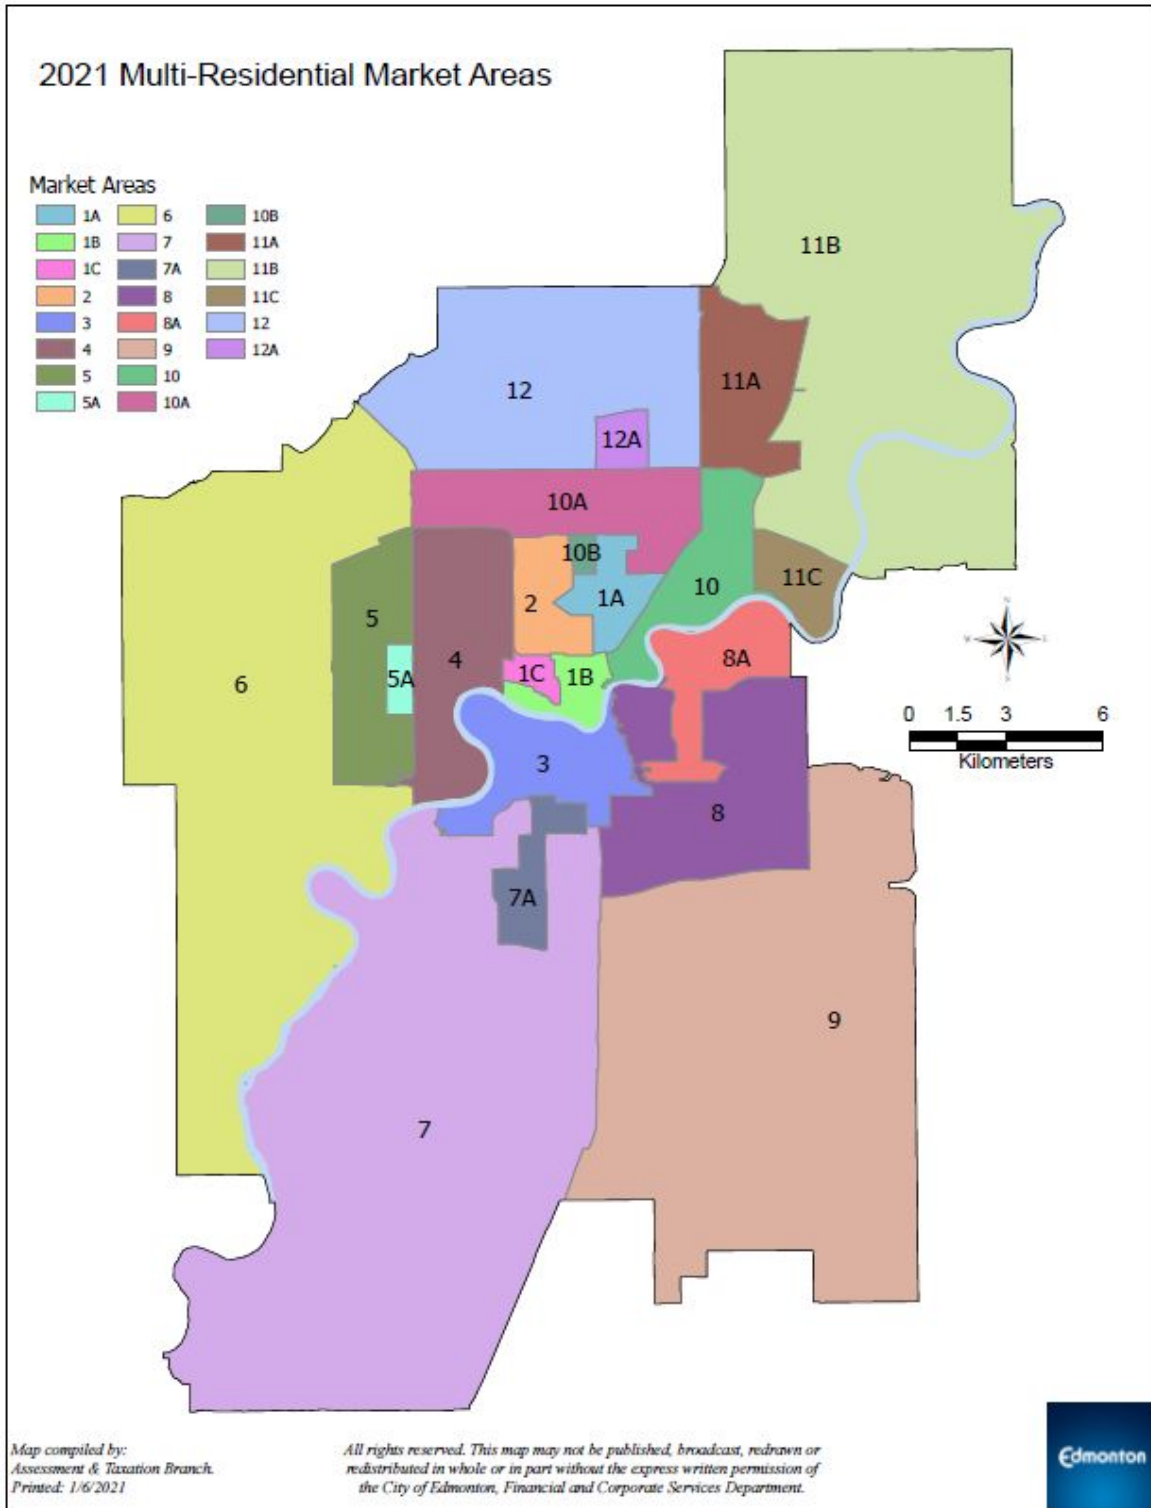 2021 Multi-Residential Market Areas
Market Areas
1A 6 10B
1B 7 11A
1C 7A 11B
2 8 11C
3 8A 12
4 9 12A
5 10
5A 10A
11B
12
11A
12A
10A
10B
11C
10
1A
2
5
4
1C
1B
8A
5A
6
N
W E
S
0 1.5 3 6
Kilometers
3
8
7A
9
7
Map compiled by:
Assessment & Taxation Branch.
Printed: 1/6/2021
All rights reserved. This map may not be published, broadcast, redrawn or
redistributed in whole or in part without the express written permission of
the City of Edmonton, Financial and Corporate Services Department.
Edmonton